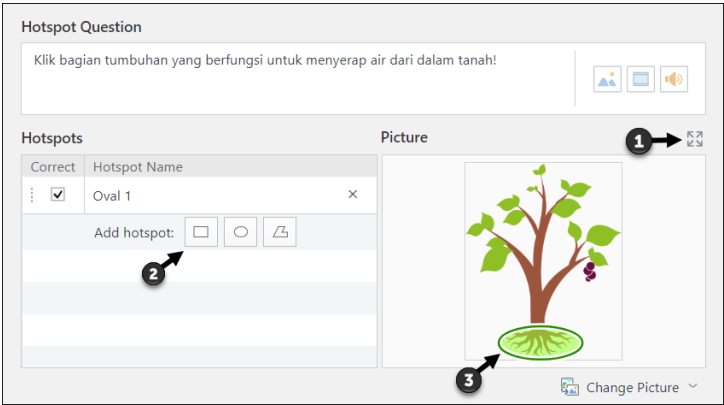 Hotspot Question
Klik bagian tumbuhan yang berfungsi untuk menyerap air dari dalam tanah!
Hotspots
Picture
1
Correct
Hotspot Name
Oval 1
Add hotspot:
2
3
Change Picture